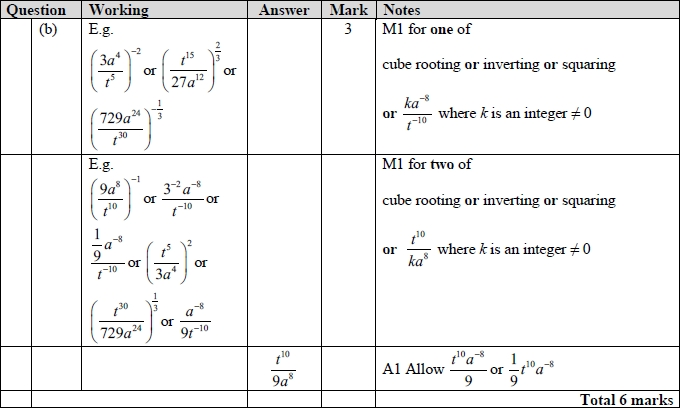 Question Working Answer Mark Notes
(b) E.g. 3 M1 for one of
(3a^4/t^5)^-2 or (t^15/27a^12)^(2/3) or
cube rooting or inverting or squaring
(729a^24/t^30)^(-1/3)
or ka^-8/t^-10 where k is an integer ≠ 0
E.g. M1 for two of
(9a^8/t^10)^-1 or 3^-2 a^-8/t^-10 or
cube rooting or inverting or squaring
(1/9)a^-8/t^-10 or (t^5/3a^4)^2 or
or t^10/ka^8 where k is an integer ≠ 0
(t^30/729a^24)^(1/3) or a^-8/9t^-10
t^10/9a^8 A1 Allow t^10 a^-8/9 or 1/9 t^10 a^-8
Total 6 marks